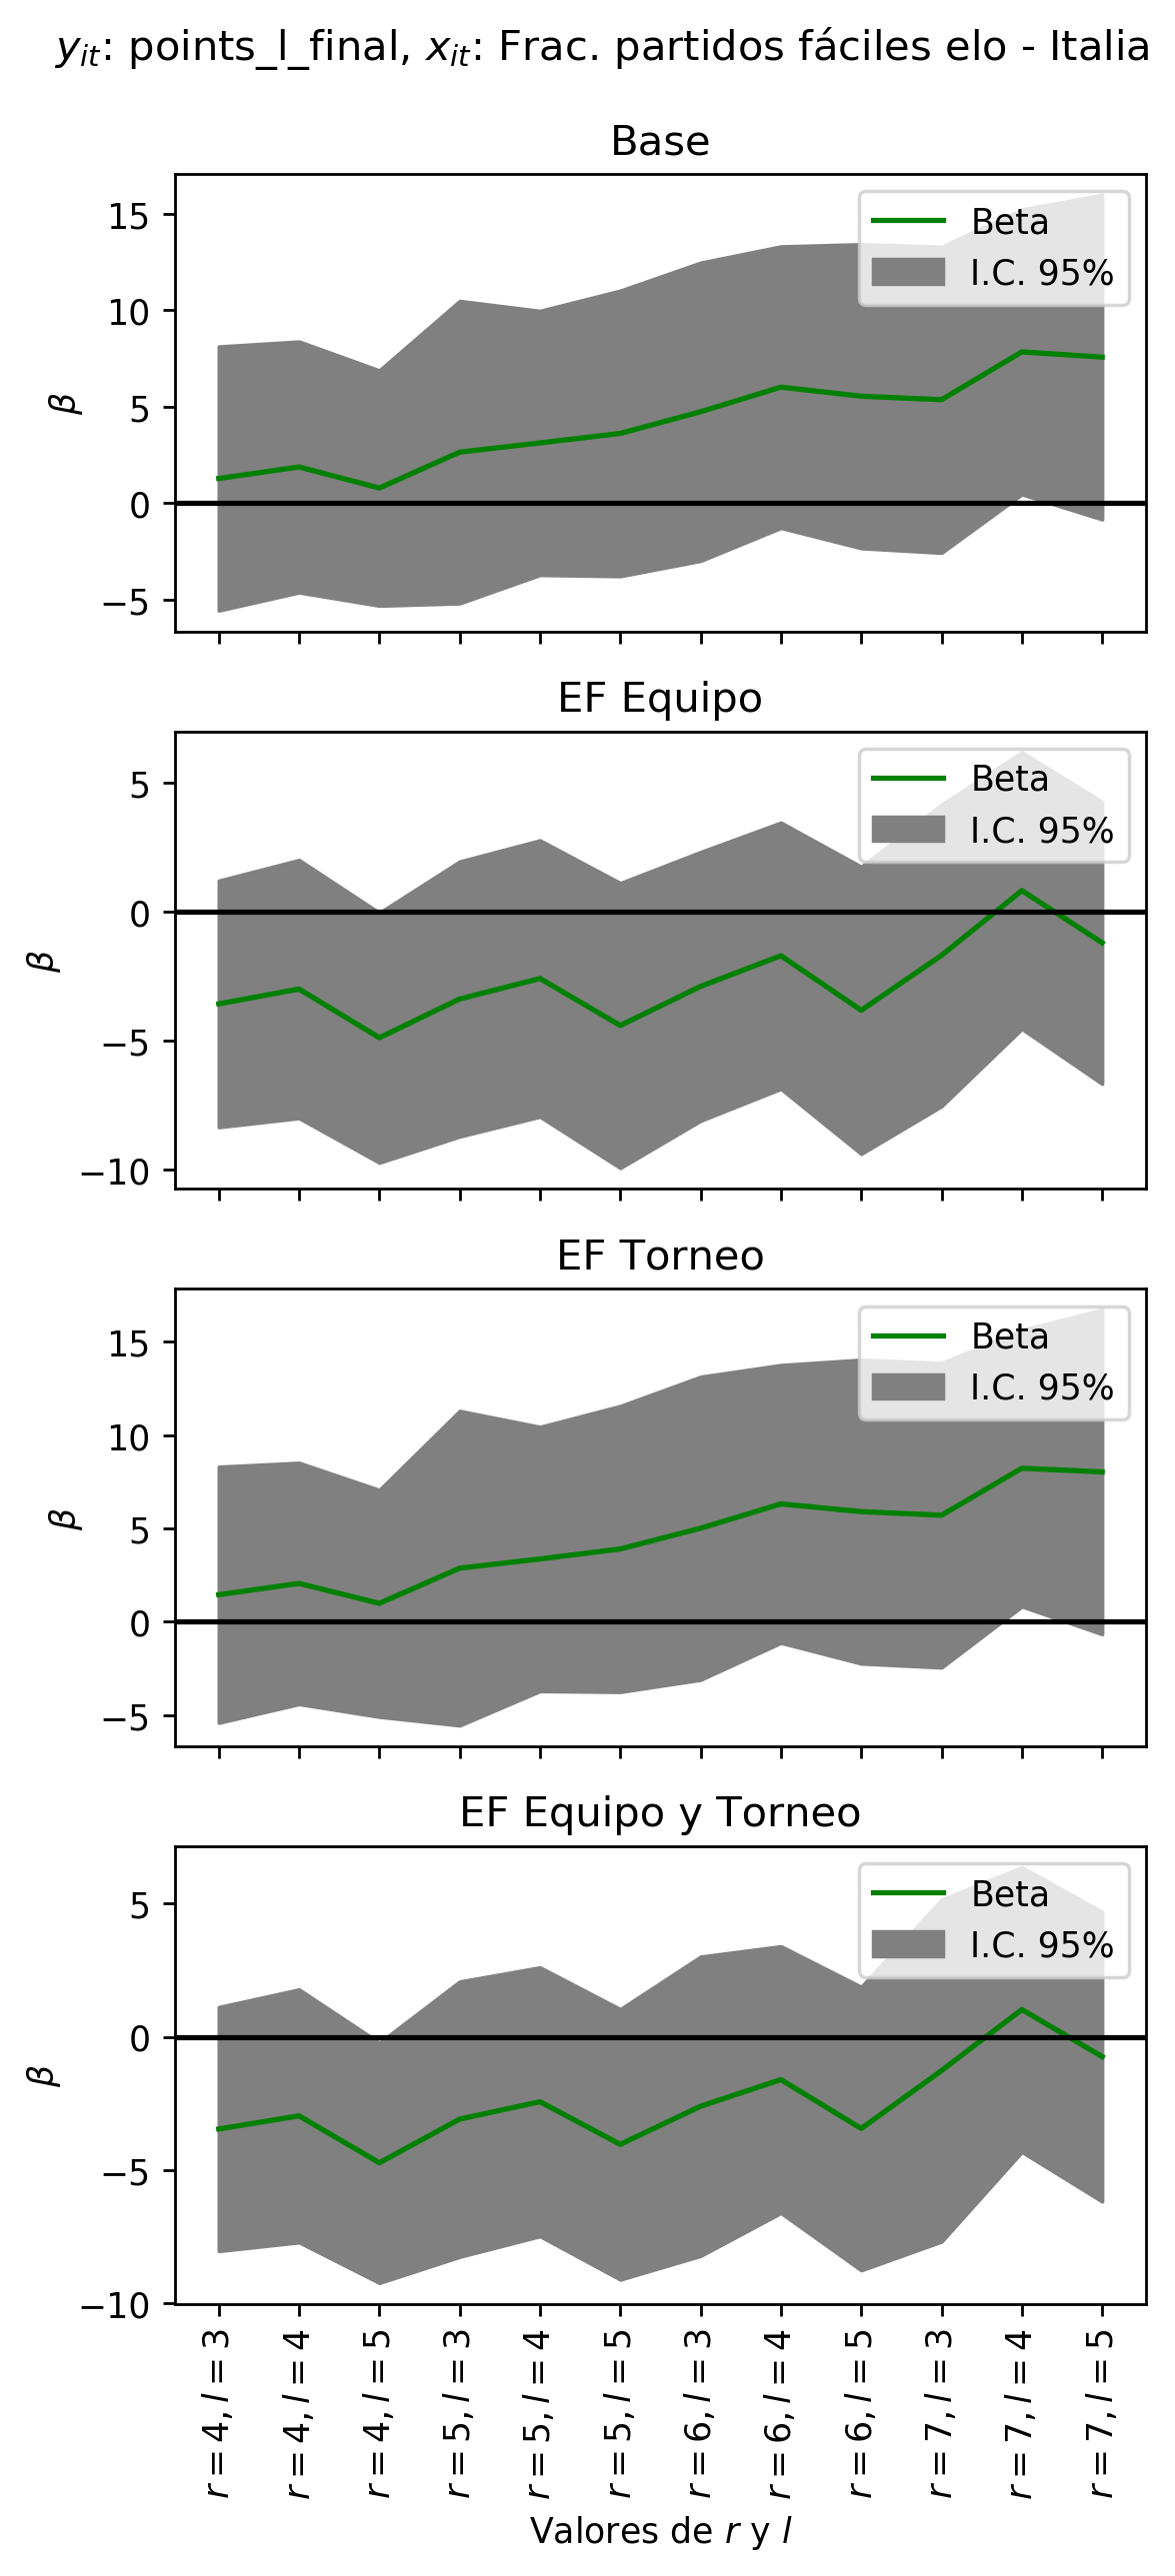 y_it: points_l_final, x_it: Frac. partidos fáciles elo - Italia
Base
15
10
5
0
−5
β
Beta
I.C. 95%
EF Equipo
5
0
−5
−10
β
Beta
I.C. 95%
EF Torneo
15
10
5
0
−5
β
Beta
I.C. 95%
EF Equipo y Torneo
5
0
−5
−10
β
Beta
I.C. 95%
r = 4, l = 3
r = 4, l = 4
r = 4, l = 5
r = 5, l = 3
r = 5, l = 4
r = 5, l = 5
r = 6, l = 3
r = 6, l = 4
r = 6, l = 5
r = 7, l = 3
r = 7, l = 4
r = 7, l = 5
Valores de r y l